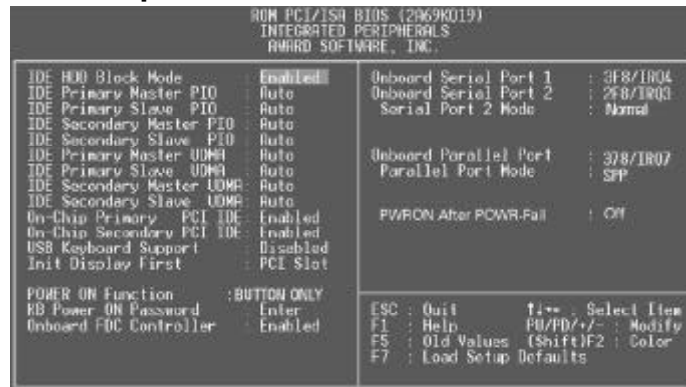 ROM PCI/ISA BIOS (2A69K019)
INTEGRATED PERIPHERALS
AWARD SOFTWARE, INC.
IDE HDD Block Mode : Enabled
IDE Primary Master PIO : Auto
IDE Primary Slave PIO : Auto
IDE Secondary Master PIO : Auto
IDE Secondary Slave PIO : Auto
IDE Primary Master UDMA : Auto
IDE Primary Slave UDMA : Auto
IDE Secondary Master UDMA: Auto
IDE Secondary Slave UDMA: Auto
On-Chip Primary PCI IDE: Enabled
On-Chip Secondary PCI IDE: Enabled
USB Keyboard Support : Disabled
Init Display First : PCI Slot
POWER ON Function :BUTTON ONLY
KB Power ON Password : Enter
Onboard FDC Controller : Enabled
Onboard Serial Port 1 : 3F8/IRQ4
Onboard Serial Port 2 : 2F8/IRQ3
Serial Port 2 Mode : Normal
Onboard Parallel Port : 378/IRQ7
Parallel Port Mode : SPP
PWRON After POWR-Fail : Off
ESC : Quit ↑↓→← : Select Item
F1 : Help PU/PD/+/- : Modify
F5 : Old Values (Shift)F2 : Color
F7 : Load Setup Defaults